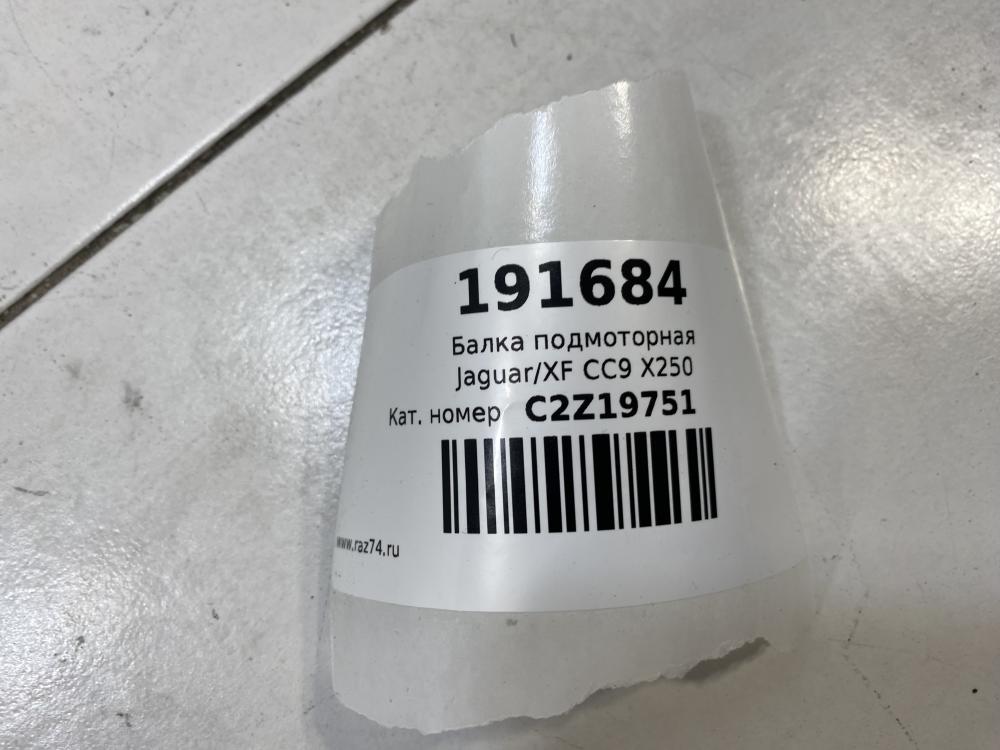 191684
Балка подмоторная
Jaguar/XF CC9 X250
Кат. номер C2Z19751
www.raz74.ru